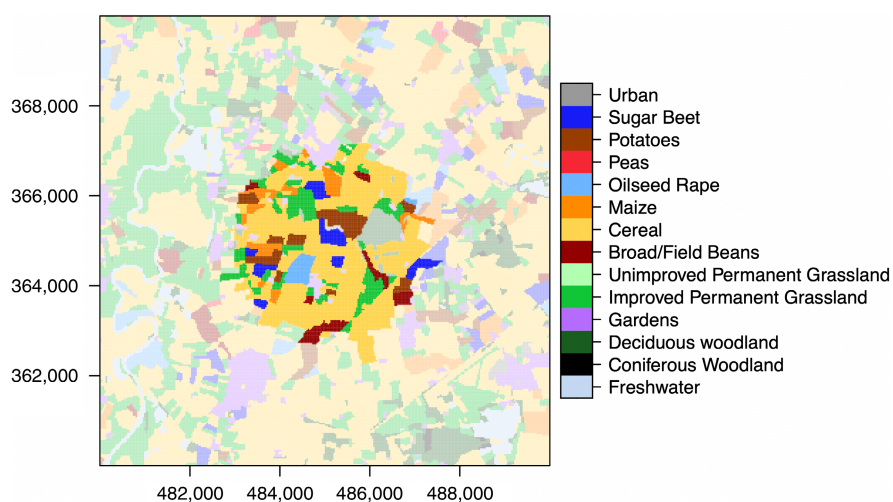 368,000
366,000
364,000
362,000
482,000 484,000 486,000 488,000
Urban
Sugar Beet
Potatoes
Peas
Oilseed Rape
Maize
Cereal
Broad/Field Beans
Unimproved Permanent Grassland
Improved Permanent Grassland
Gardens
Deciduous woodland
Coniferous Woodland
Freshwater